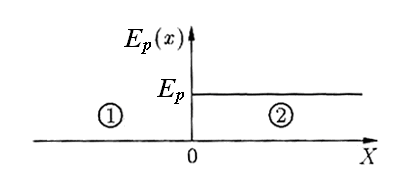 E_p(x)
E_p
① ②
0 X